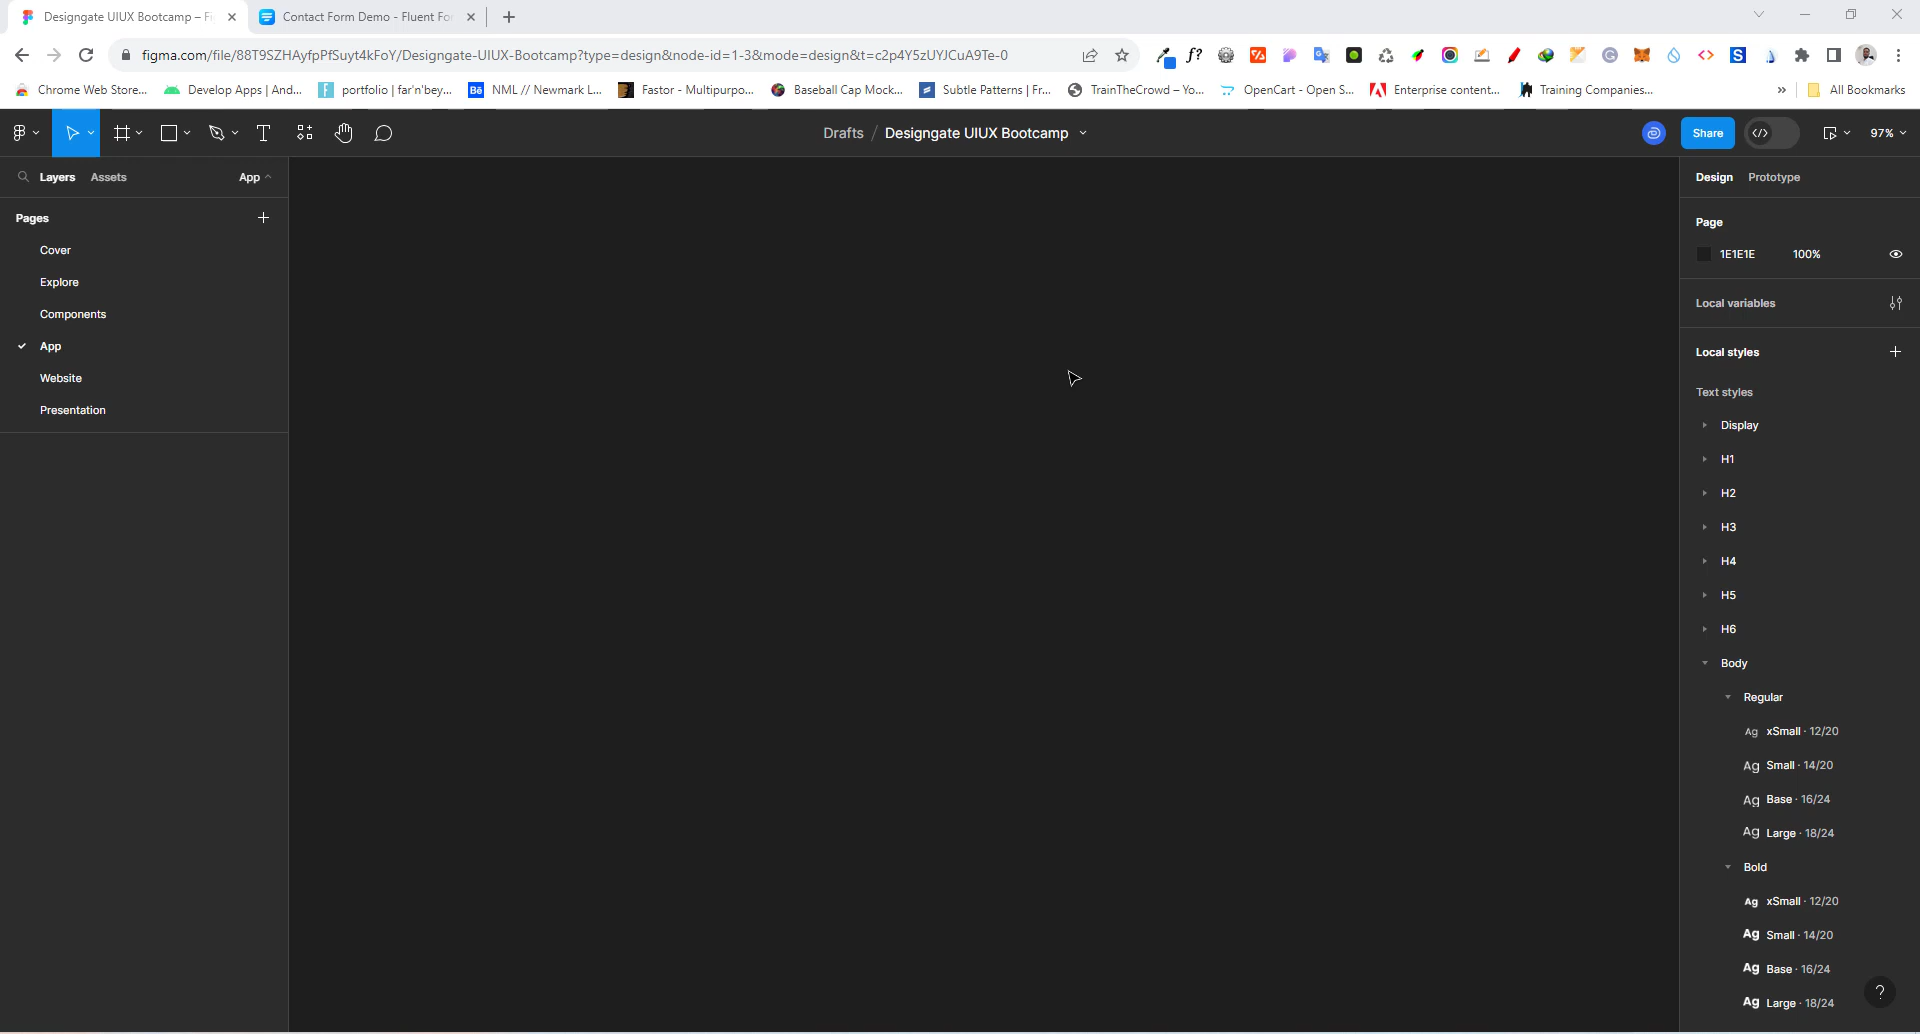 Designgate UIUX Bootcamp – Fi
Contact Form Demo - Fluent For
figma.com/file/88T9SZHAyfpPfSuyt4kFoY/Designgate-UIUX-Bootcamp?type=design&node-id=1-3&mode=design&t=c2p4Y5zUYJCuA9Te-0
f?
Chrome Web Store...
Develop Apps | And...
portfolio | far'n'bey...
Bē NML // Newmark L...
Fastor - Multipurpo...
Baseball Cap Mock...
Subtle Patterns | Fr...
TrainTheCrowd – Yo...
OpenCart - Open S...
Enterprise content...
Training Companies...
»
All Bookmarks
Drafts / Designgate UIUX Bootcamp
Share
97%
Layers Assets App
Pages
Cover
Explore
Components
App
Website
Presentation
Design Prototype
Page
1E1E1E 100%
Local variables
Local styles
Text styles
Display
H1
H2
H3
H4
H5
H6
Body
Regular
Ag xSmall · 12/20
Ag Small · 14/20
Ag Base · 16/24
Ag Large · 18/24
Bold
Ag xSmall · 12/20
Ag Small · 14/20
Ag Base · 16/24
Ag Large · 18/24
?